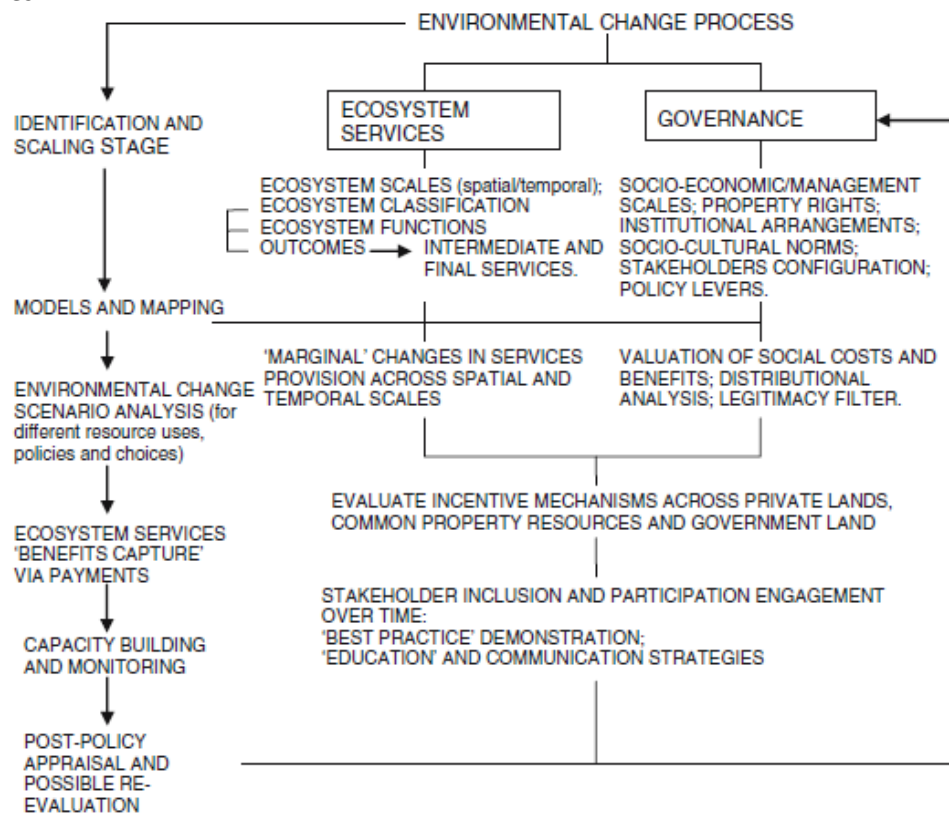 ENVIRONMENTAL CHANGE PROCESS
IDENTIFICATION AND
SCALING STAGE
ECOSYSTEM
SERVICES
GOVERNANCE
ECOSYSTEM SCALES (spatial/temporal);
ECOSYSTEM CLASSIFICATION
ECOSYSTEM FUNCTIONS
OUTCOMES
INTERMEDIATE AND
FINAL SERVICES.
SOCIO-ECONOMIC/MANAGEMENT
SCALES; PROPERTY RIGHTS;
INSTITUTIONAL ARRANGEMENTS;
SOCIO-CULTURAL NORMS;
STAKEHOLDERS CONFIGURATION;
POLICY LEVERS.
MODELS AND MAPPING
'MARGINAL' CHANGES IN SERVICES
PROVISION ACROSS SPATIAL AND
TEMPORAL SCALES
VALUATION OF SOCIAL COSTS AND
BENEFITS; DISTRIBUTIONAL
ANALYSIS; LEGITIMACY FILTER.
ENVIRONMENTAL CHANGE
SCENARIO ANALYSIS (for
different resource uses,
policies and choices)
EVALUATE INCENTIVE MECHANISMS ACROSS PRIVATE LANDS,
COMMON PROPERTY RESOURCES AND GOVERNMENT LAND
ECOSYSTEM SERVICES
'BENEFITS CAPTURE'
VIA PAYMENTS
STAKEHOLDER INCLUSION AND PARTICIPATION ENGAGEMENT
OVER TIME:
'BEST PRACTICE' DEMONSTRATION;
'EDUCATION' AND COMMUNICATION STRATEGIES
CAPACITY BUILDING
AND MONITORING
POST-POLICY
APPRAISAL AND
POSSIBLE RE-
EVALUATION